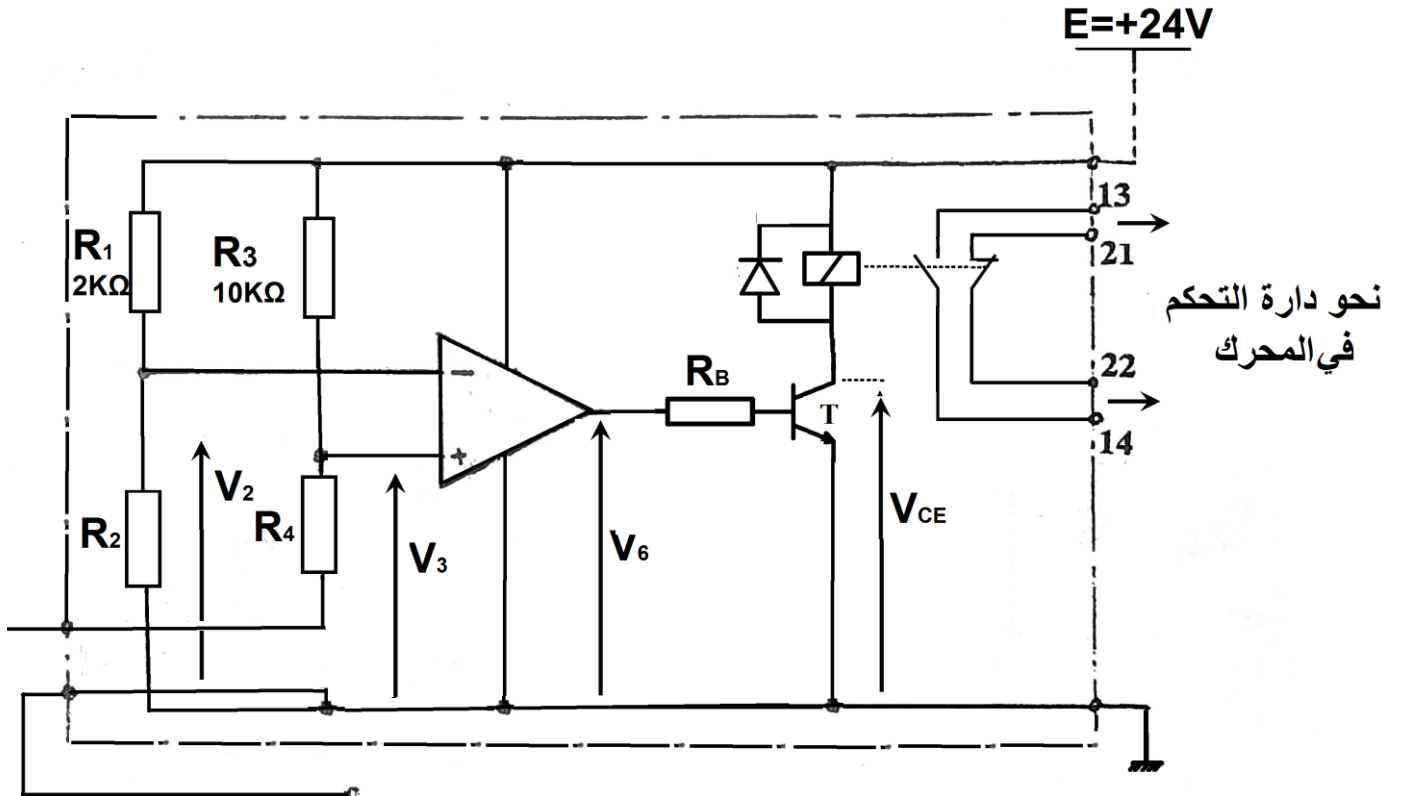 E=+24V
13
21
R1
2KΩ
R3
10KΩ
نحو دارة التحكم
في المحرك
22
14
RB
T
−
+
R2
V2
R4
V3
V6
VCE